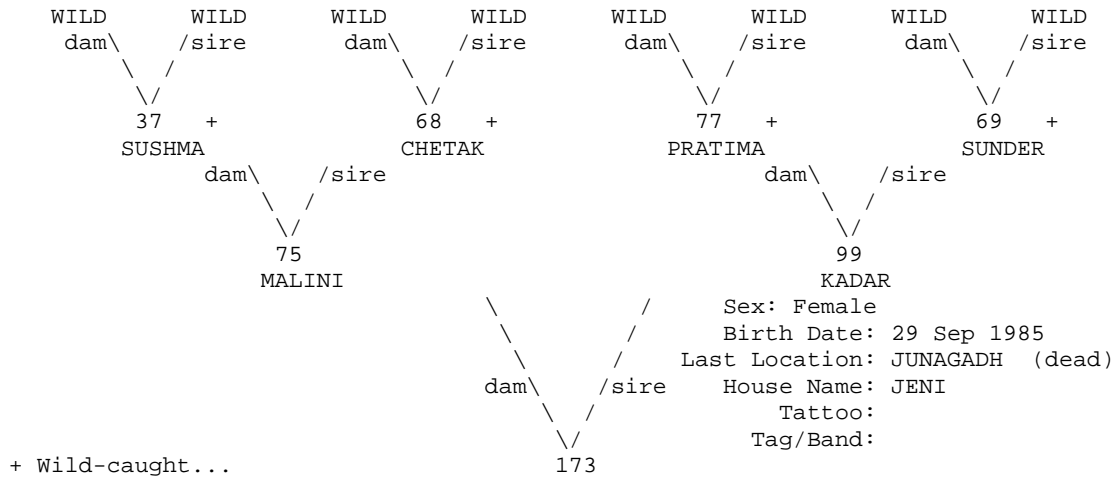 WILD WILD WILD WILD WILD WILD WILD WILD
dam\ /sire dam\ /sire dam\ /sire dam\ /sire
\ / \ / \ / \ /
\/ \/ \/ \/
37 + 68 + 77 + 69 +
SUSHMA CHETAK PRATIMA SUNDER
dam\ /sire dam\ /sire
\ / \ /
\/ \/
75 99
MALINI KADAR
\ / Sex: Female
\ / Birth Date: 29 Sep 1985
\ / Last Location: JUNAGADH (dead)
dam\ /sire House Name: JENI
\ / Tattoo:
\/ Tag/Band:
+ Wild-caught... 173